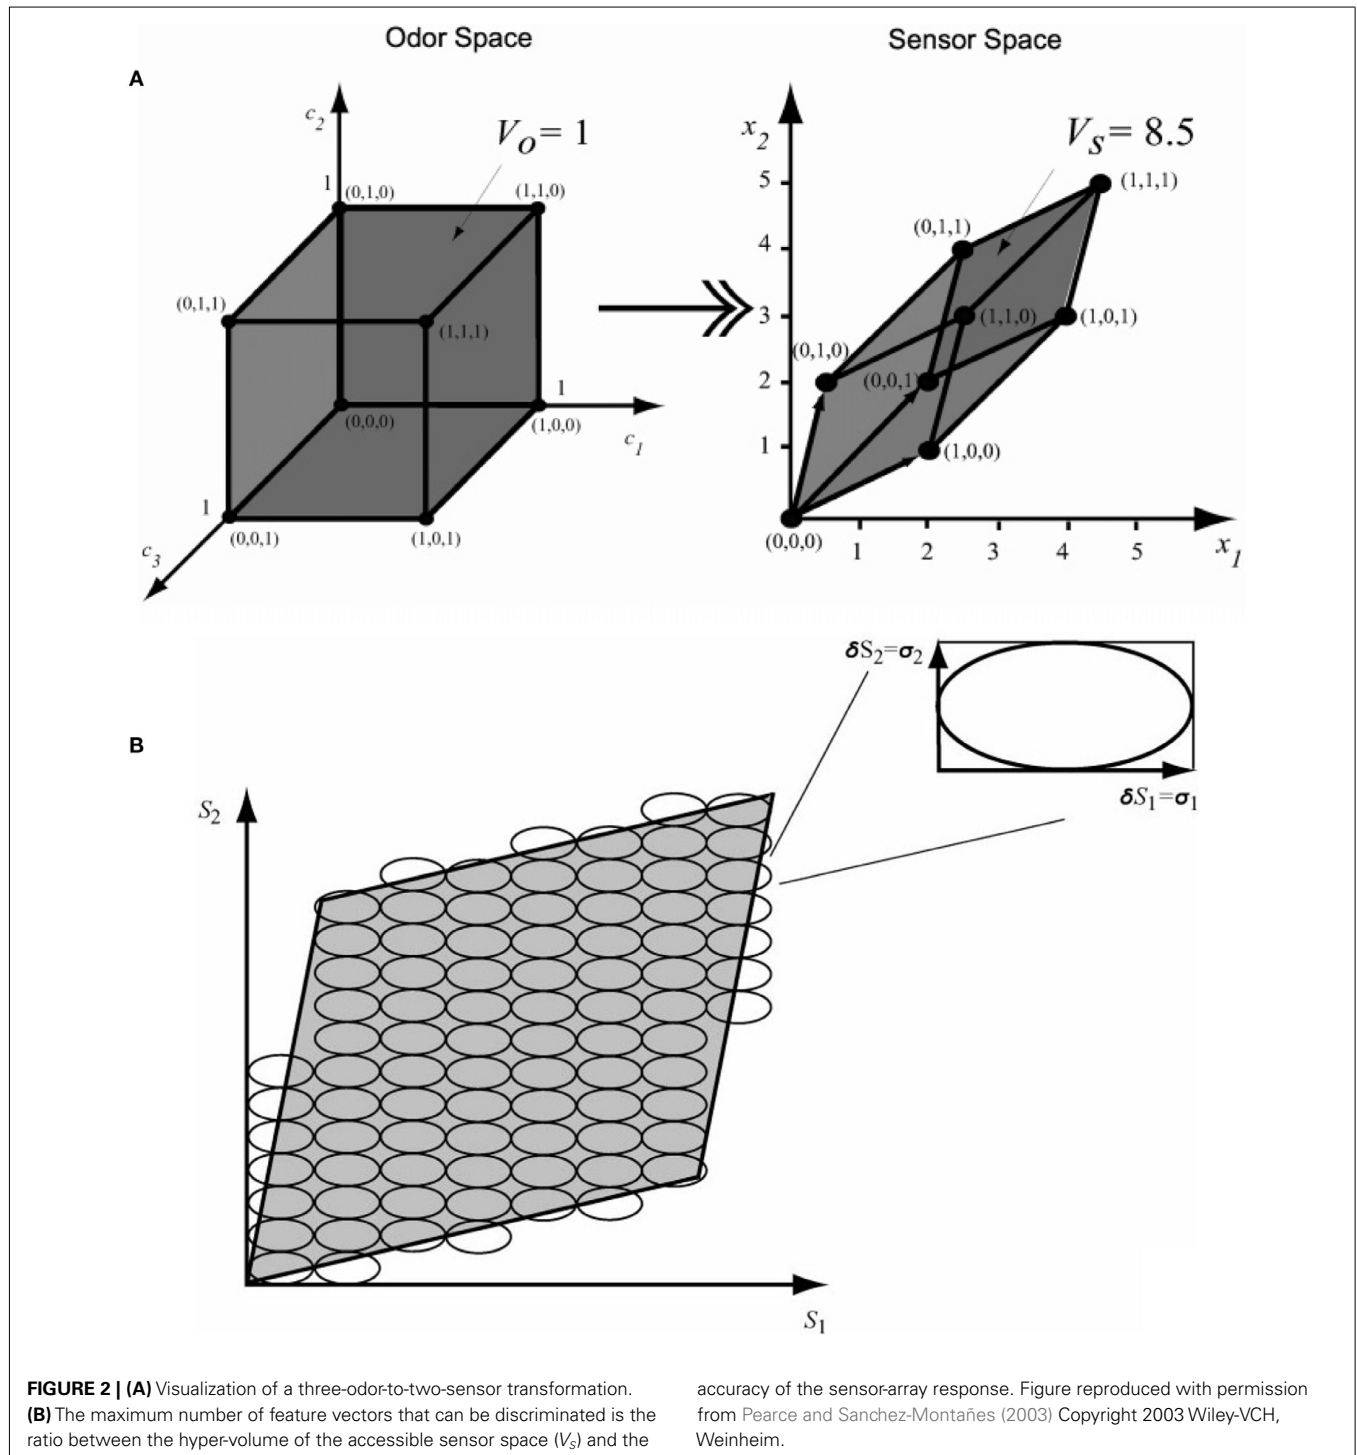 Odor Space
Sensor Space
A
c2
VO = 1
1
(0,1,0)
(1,1,0)
(0,1,1)
(1,1,1)
(0,0,0)
1
(1,0,0)
c1
1
(0,0,1)
(1,0,1)
c3
x2
VS = 8.5
5
(1,1,1)
4
(0,1,1)
3
(1,1,0)
(1,0,1)
(0,1,0)
2
(0,0,1)
1
(1,0,0)
(0,0,0)
1
2
3
4
5
x1
B
δS2=σ2
δS1=σ1
S2
S1
FIGURE 2 | (A) Visualization of a three-odor-to-two-sensor transformation.
(B) The maximum number of feature vectors that can be discriminated is the
ratio between the hyper-volume of the accessible sensor space (VS) and the
accuracy of the sensor-array response. Figure reproduced with permission
from Pearce and Sanchez-Montañes (2003) Copyright 2003 Wiley-VCH,
Weinheim.